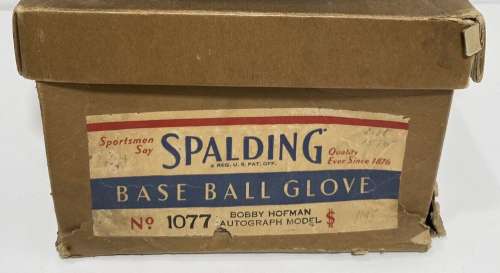 Sportsmen Say SPALDING Quality Ever Since 1876
REG. U.S. PAT. OFF.
BASE BALL GLOVE
No 1077 BOBBY HOFMAN AUTOGRAPH MODEL $